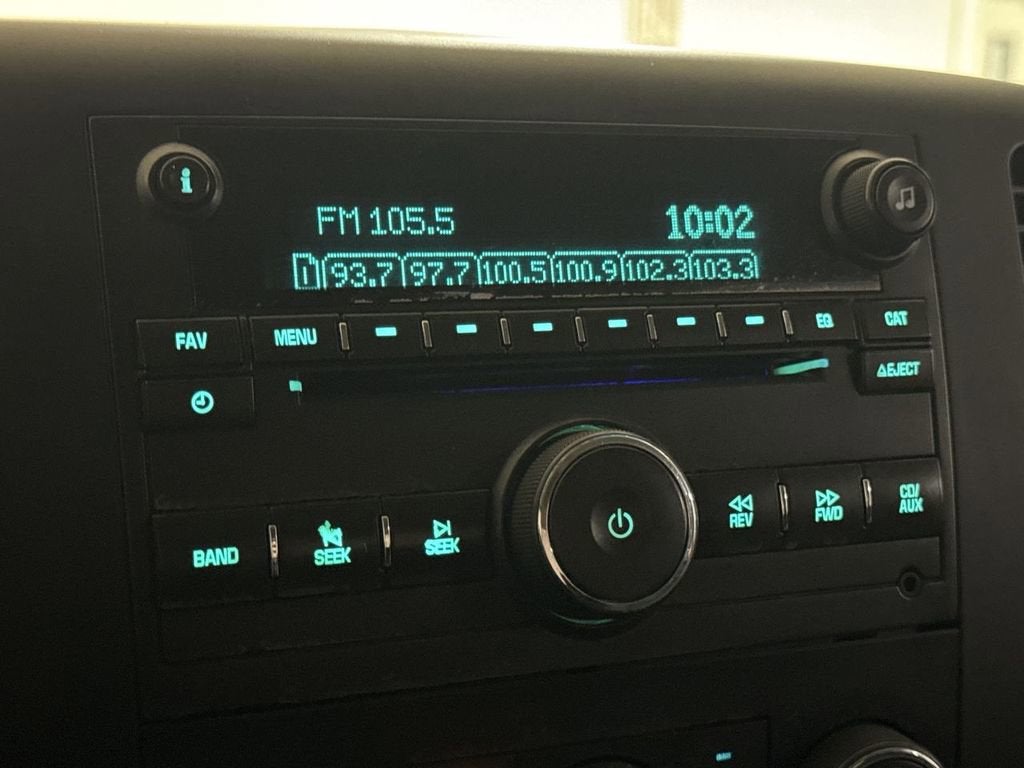 i
FM 105.5 10:02
1 93.7 97.7 100.5 100.9 102.3 103.3
FAV MENU EQ CAT
EJECT
BAND SEEK SEEK REV FWD CD/AUX